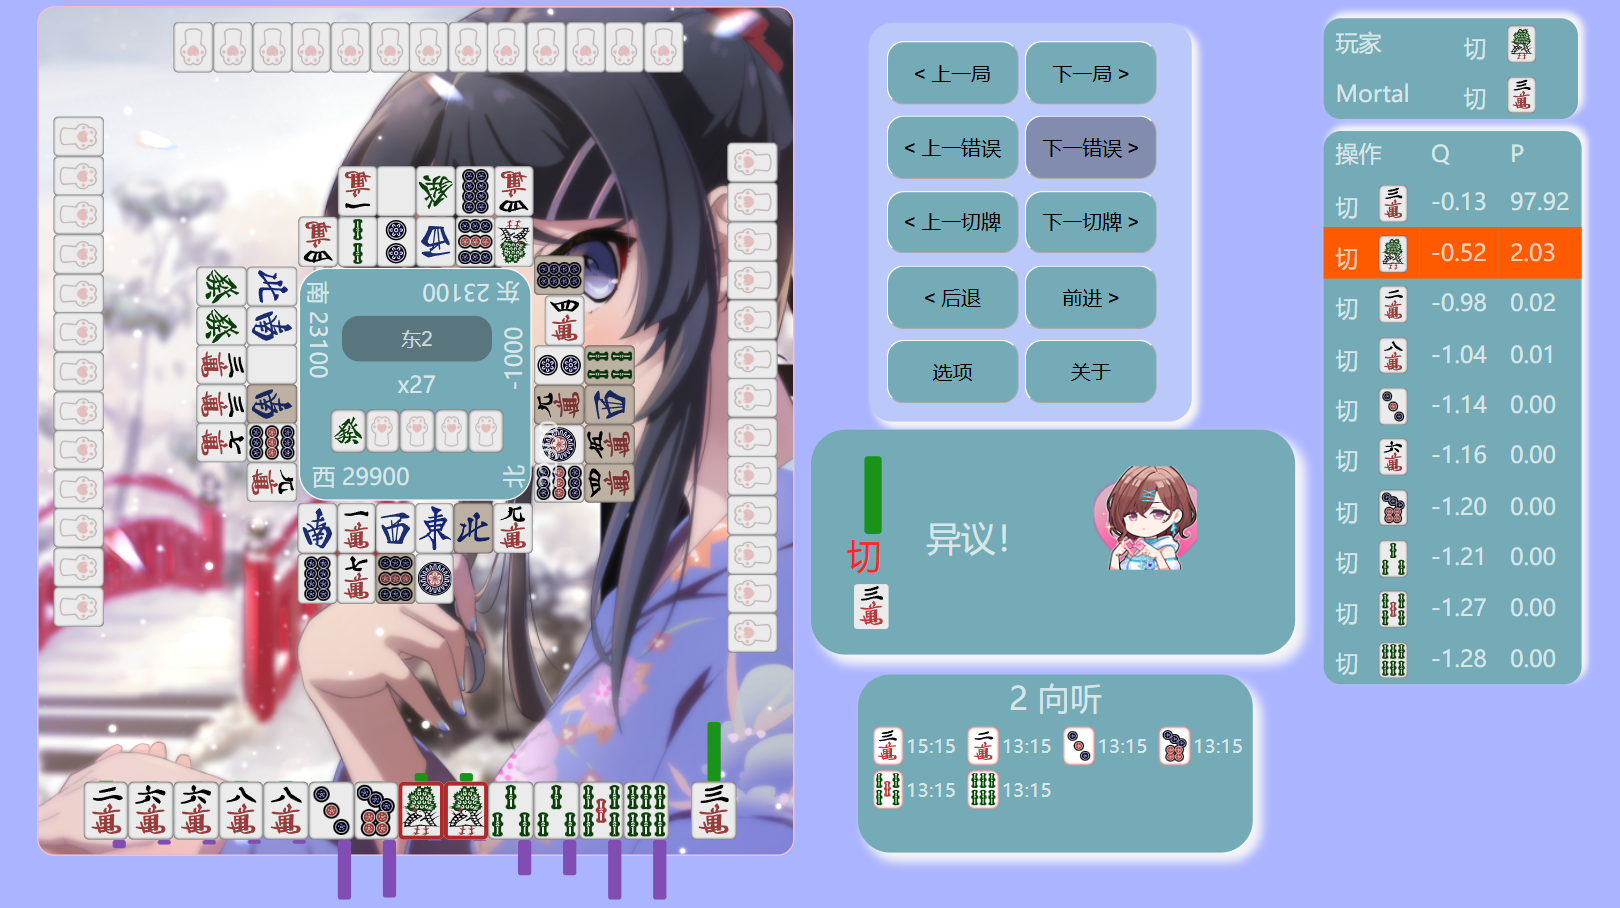 < 上一局
下一局 >
< 上一错误
下一错误 >
< 上一切牌
下一切牌 >
< 后退
前进 >
选项
关于
玩家 切
Mortal 切
操作 Q P
切 -0.13 97.92
切 -0.52 2.03
切 -0.98 0.02
切 -1.04 0.01
切 -1.14 0.00
切 -1.16 0.00
切 -1.20 0.00
切 -1.21 0.00
切 -1.27 0.00
切 -1.28 0.00
东 23100
南 23100
东2
-1000
x27
西 29900
北
切
异议!
2 向听
15:15 13:15 13:15 13:15
13:15 13:15